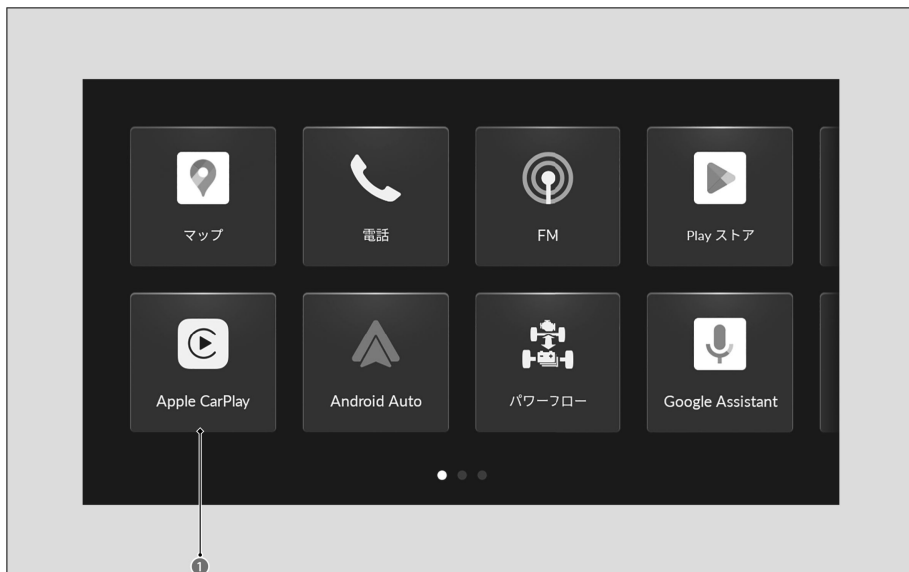 マップ
電話
FM
Play ストア
Apple CarPlay
Android Auto
パワーフロー
Google Assistant
1